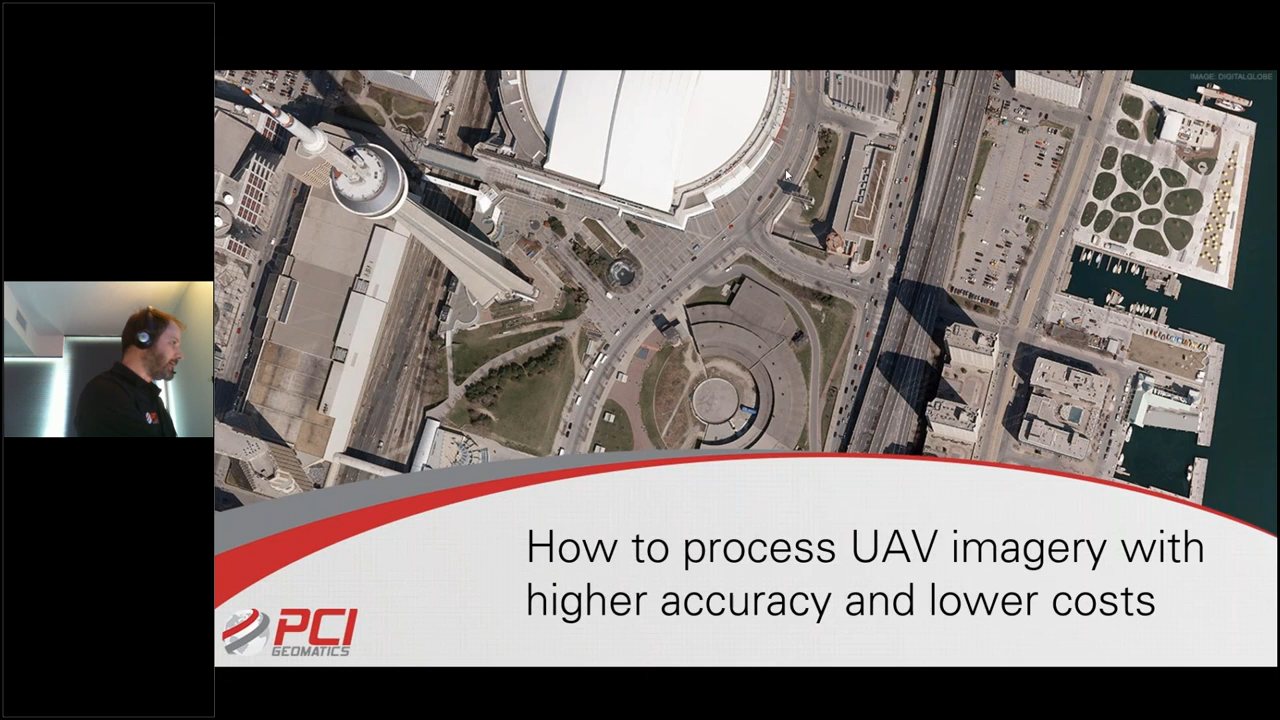 IMAGE: DIGITALGLOBE
How to process UAV imagery with
higher accuracy and lower costs
PCI
GEOMATICS